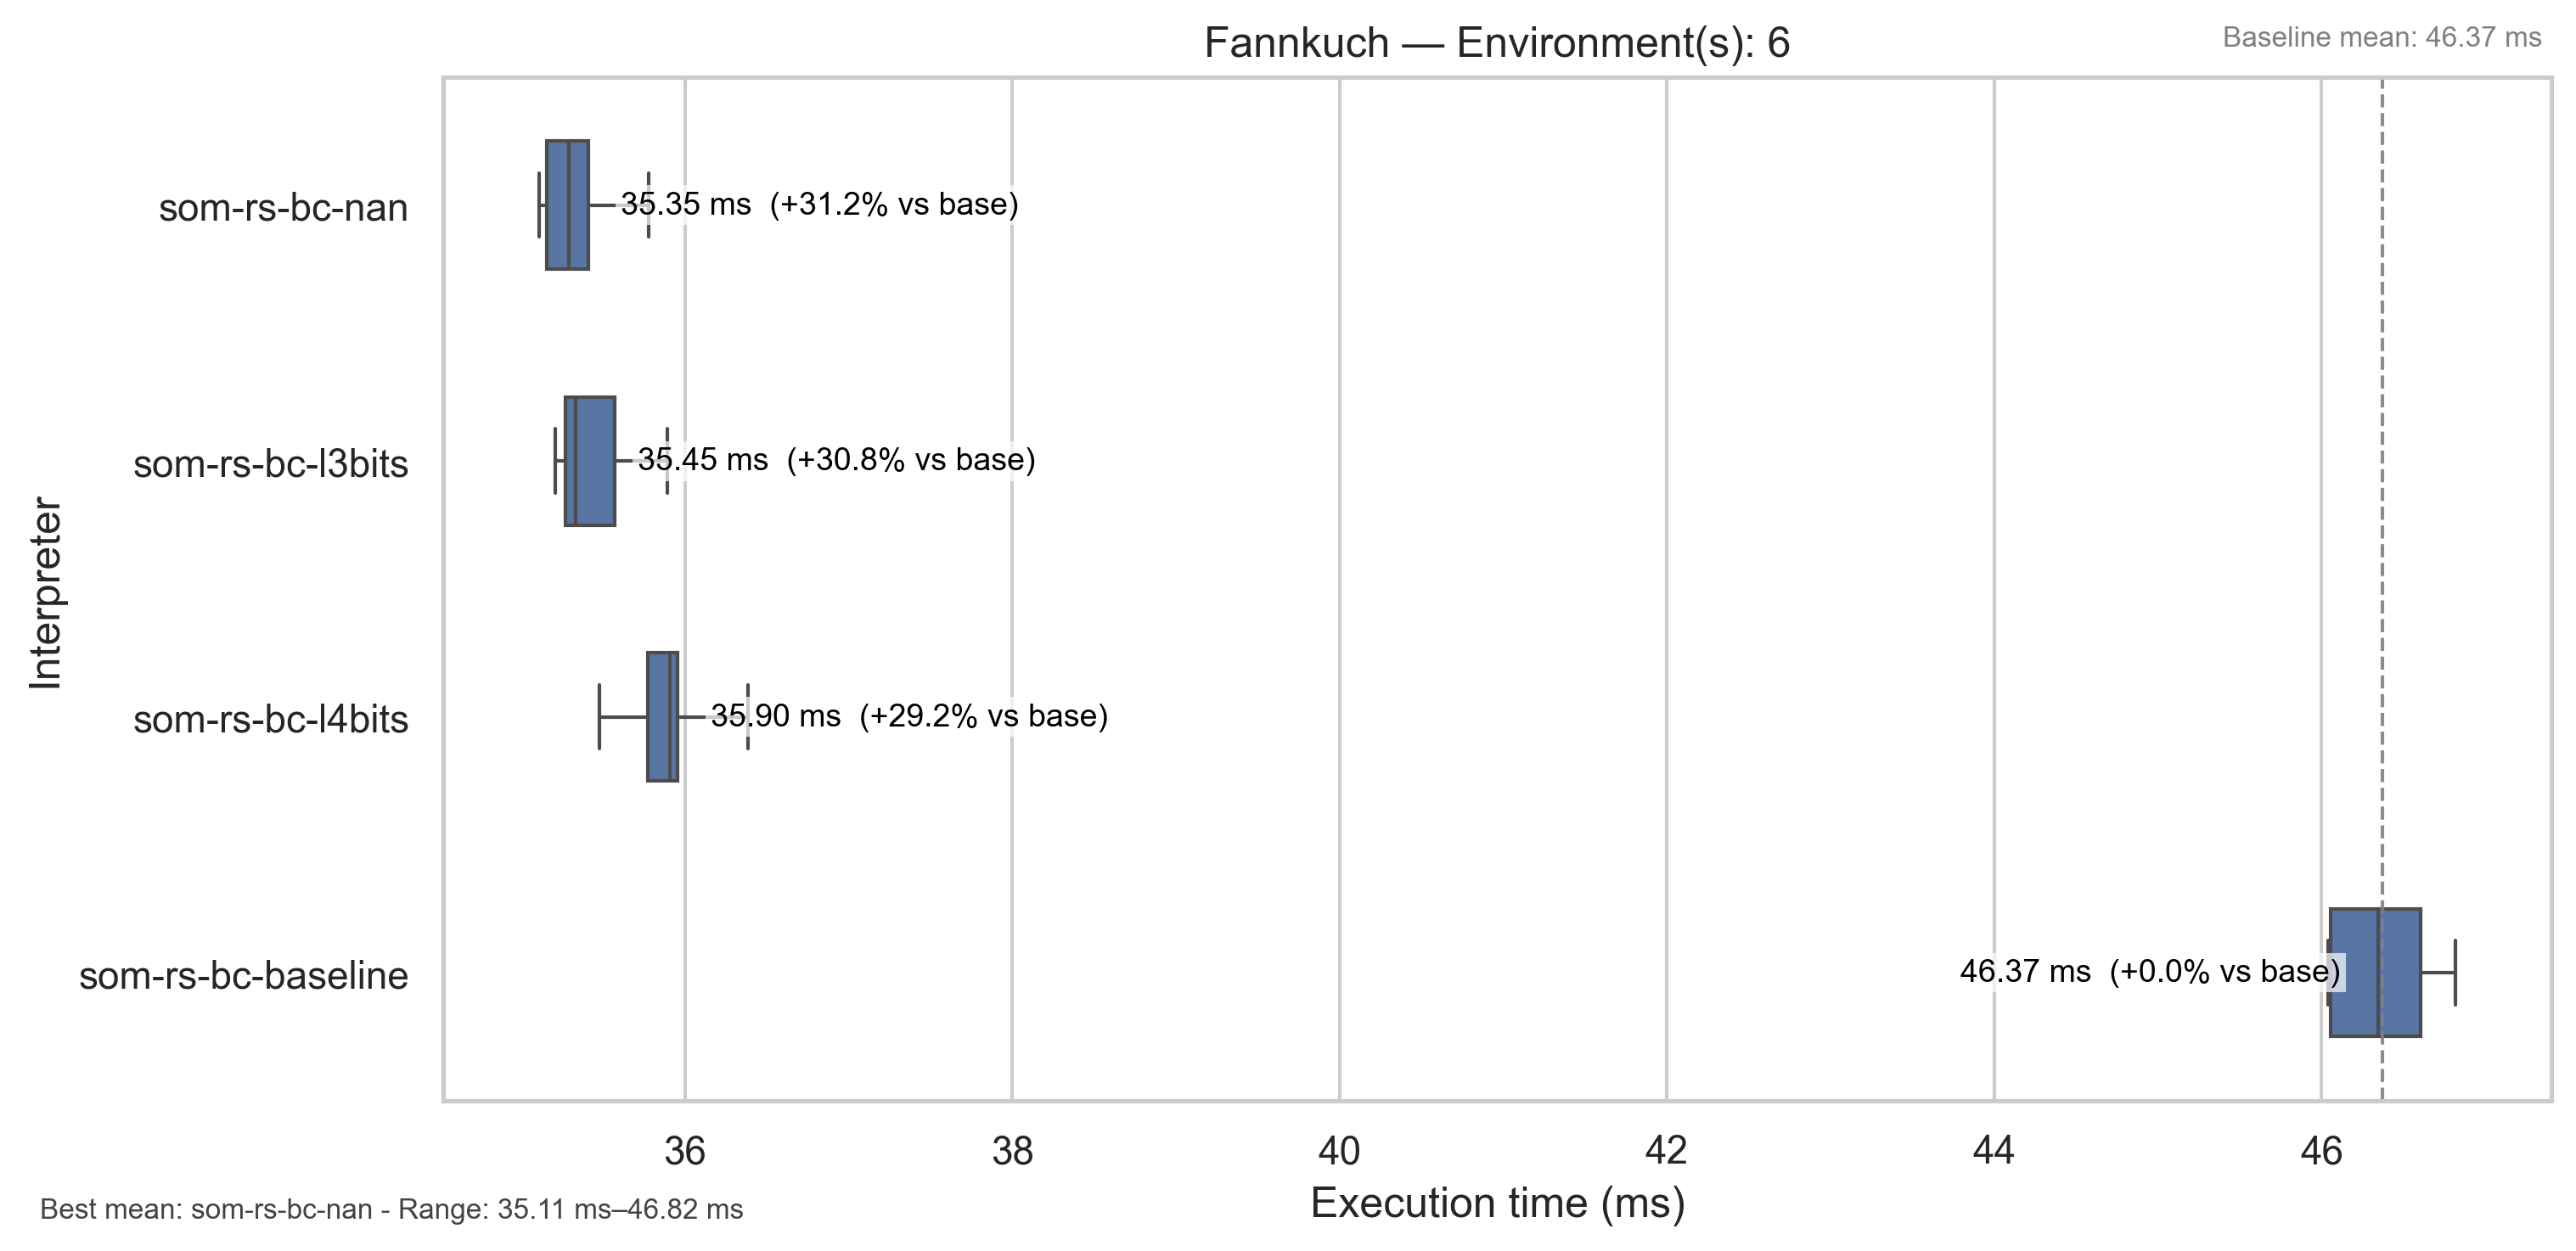 Fannkuch — Environment(s): 6
Baseline mean: 46.37 ms
Interpreter
som-rs-bc-nan
35.35 ms (+31.2% vs base)
som-rs-bc-l3bits
35.45 ms (+30.8% vs base)
som-rs-bc-l4bits
35.90 ms (+29.2% vs base)
som-rs-bc-baseline
46.37 ms (+0.0% vs base)
36 38 40 42 44 46
Execution time (ms)
Best mean: som-rs-bc-nan - Range: 35.11 ms–46.82 ms